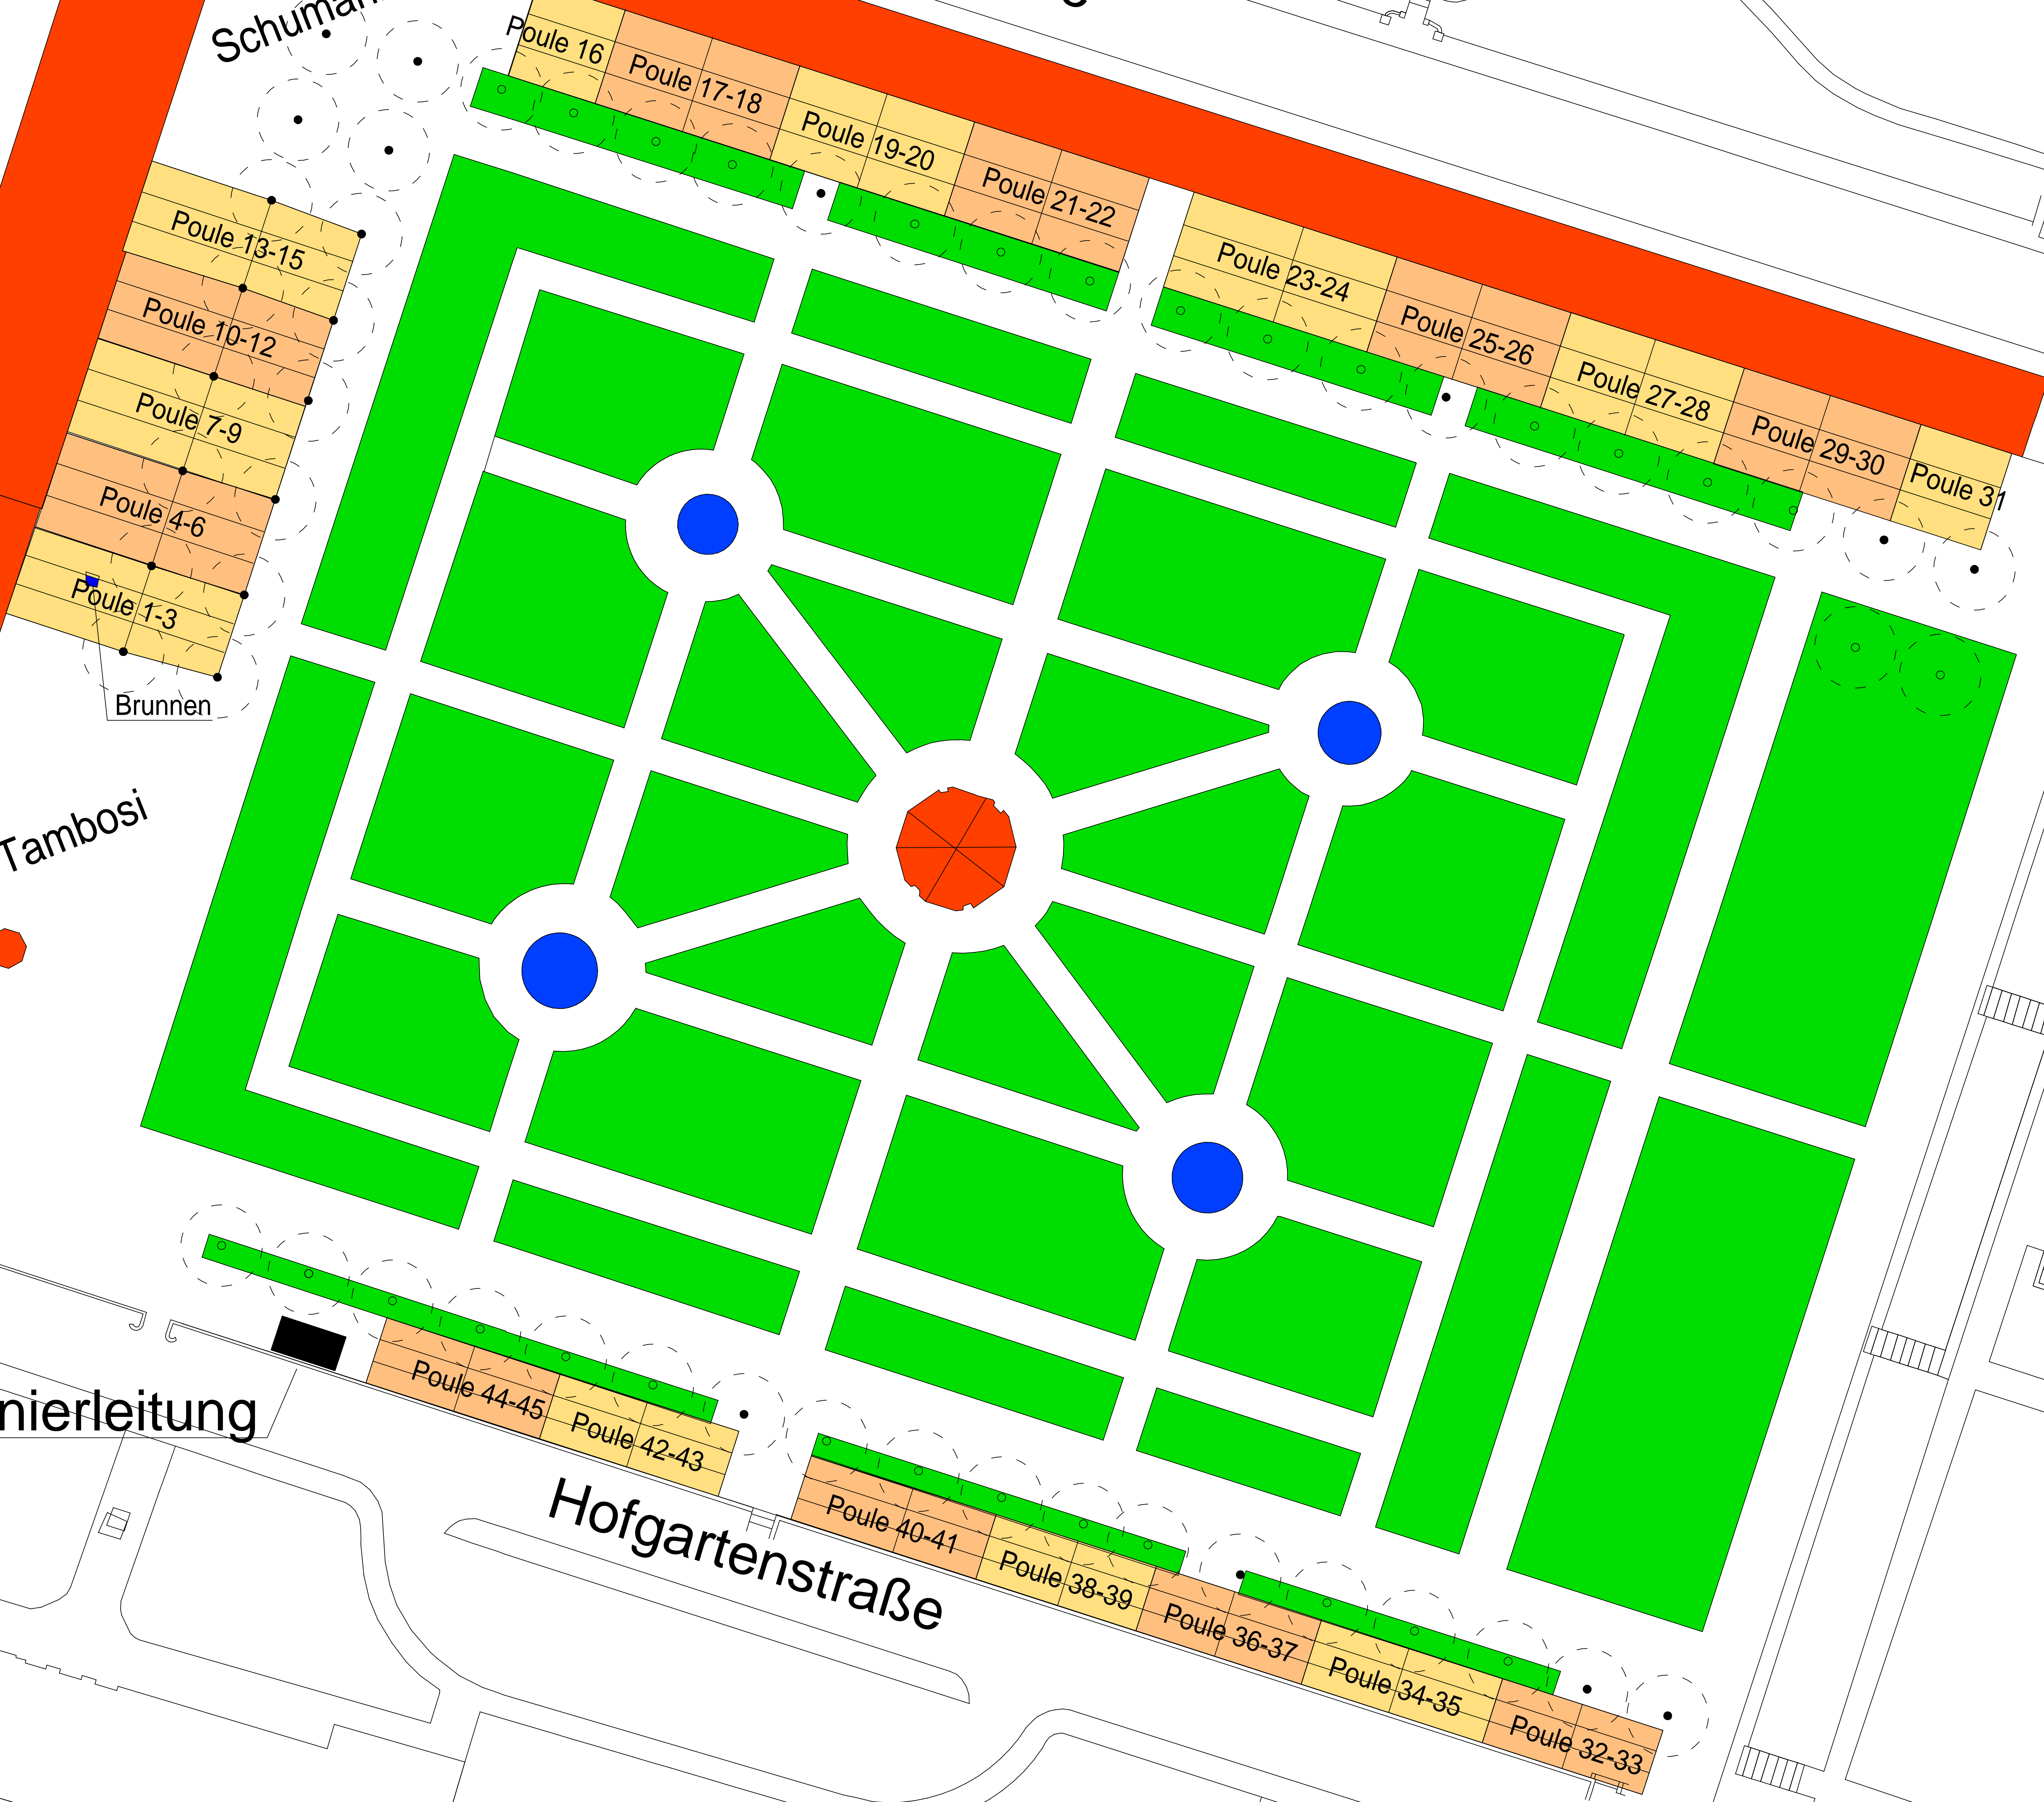 Schuman
Poule 16
Poule 17-18
Poule 19-20
Poule 21-22
Poule 23-24
Poule 25-26
Poule 27-28
Poule 29-30
Poule 31
Poule 13-15
Poule 10-12
Poule 7-9
Poule 4-6
Poule 1-3
Brunnen
Tambosi
nierleitung
Poule 44-45
Poule 42-43
Hofgartenstraße
Poule 40-41
Poule 38-39
Poule 36-37
Poule 34-35
Poule 32-33